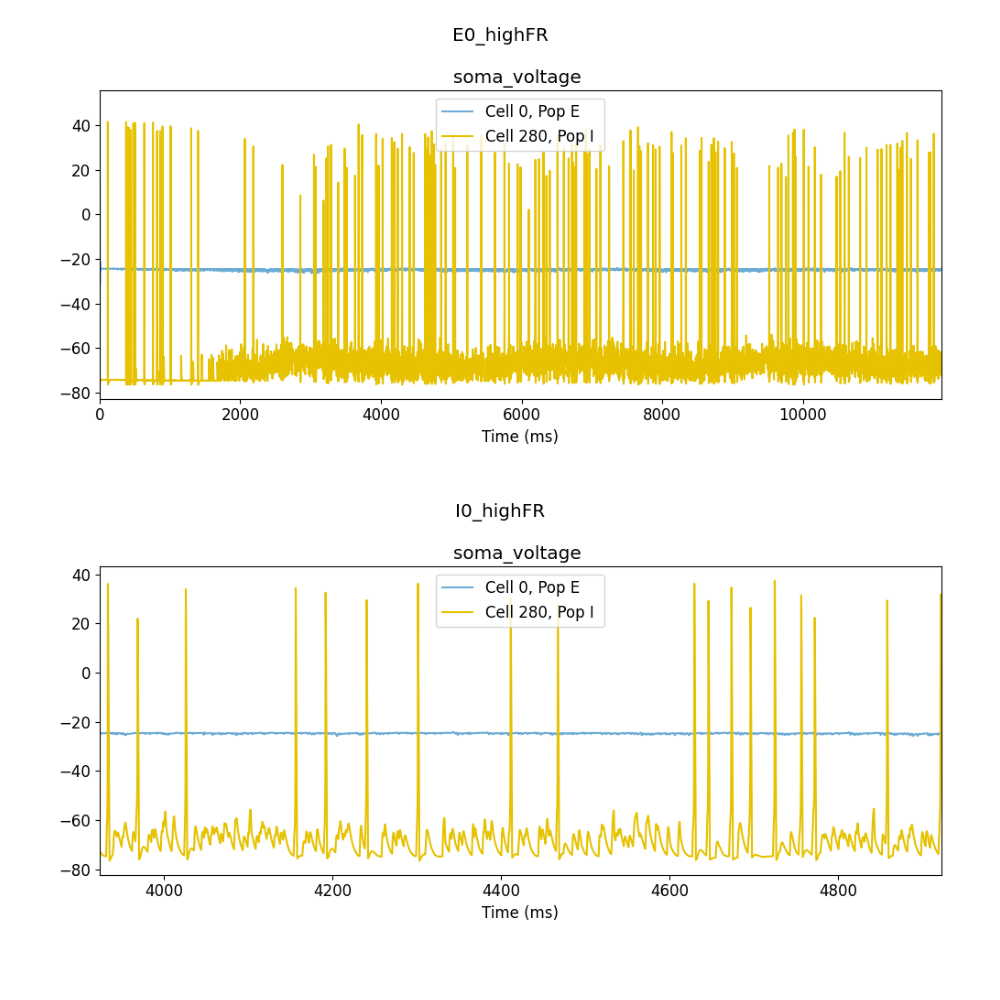 E0_highFR
soma_voltage
Cell 0, Pop E
Cell 280, Pop I
40
20
0
−20
−40
−60
−80
0 2000 4000 6000 8000 10000
Time (ms)
I0_highFR
soma_voltage
Cell 0, Pop E
Cell 280, Pop I
40
20
0
−20
−40
−60
−80
4000 4200 4400 4600 4800
Time (ms)